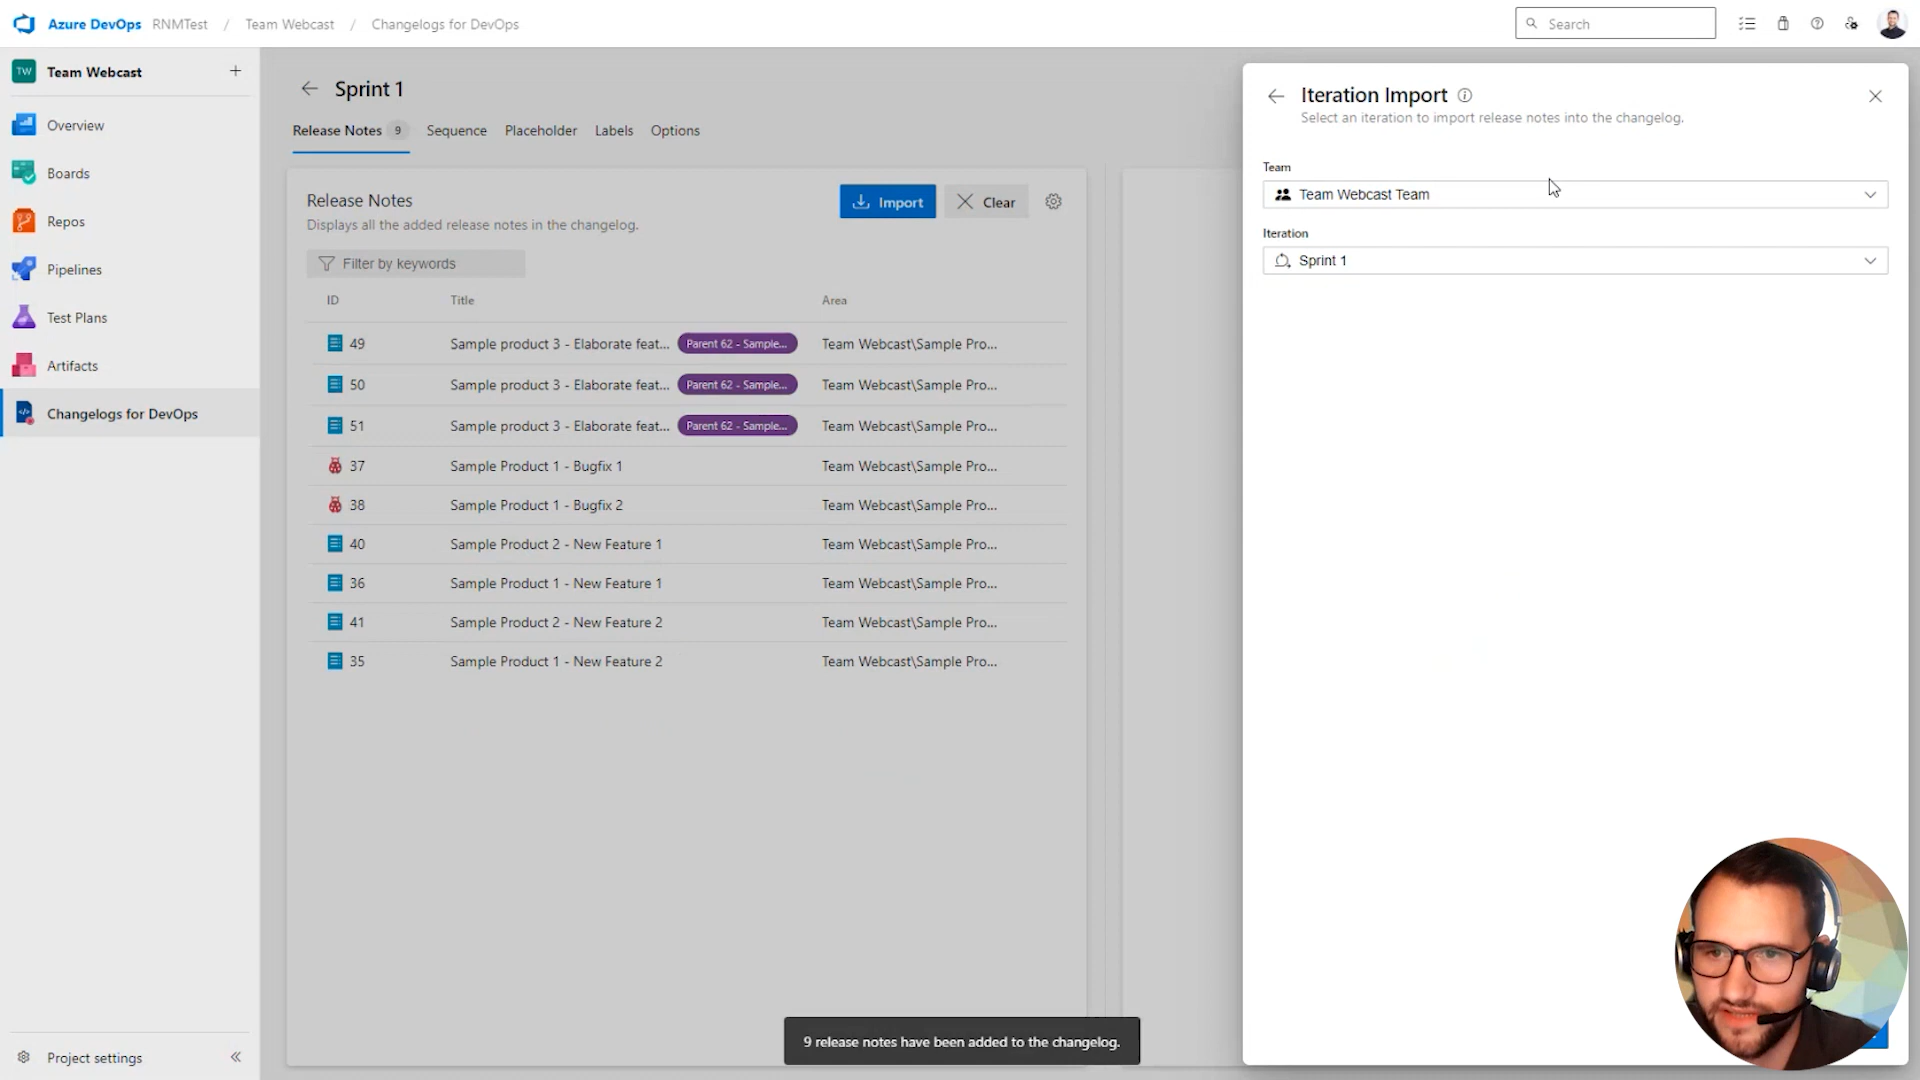 Azure DevOps RNMTest / Team Webcast / Changelogs for DevOps
Search
TW Team Webcast
Overview
Boards
Repos
Pipelines
Test Plans
Artifacts
Changelogs for DevOps
Project settings
Sprint 1
Release Notes 9 Sequence Placeholder Labels Options
Release Notes
Displays all the added release notes in the changelog.
Import Clear
Filter by keywords
ID Title Area
49 Sample product 3 - Elaborate feat... Parent 62 - Sample... Team Webcast\Sample Pro...
50 Sample product 3 - Elaborate feat... Parent 62 - Sample... Team Webcast\Sample Pro...
51 Sample product 3 - Elaborate feat... Parent 62 - Sample... Team Webcast\Sample Pro...
37 Sample Product 1 - Bugfix 1 Team Webcast\Sample Pro...
38 Sample Product 1 - Bugfix 2 Team Webcast\Sample Pro...
40 Sample Product 2 - New Feature 1 Team Webcast\Sample Pro...
36 Sample Product 1 - New Feature 1 Team Webcast\Sample Pro...
41 Sample Product 2 - New Feature 2 Team Webcast\Sample Pro...
35 Sample Product 1 - New Feature 2 Team Webcast\Sample Pro...
9 release notes have been added to the changelog.
Iteration Import
Select an iteration to import release notes into the changelog.
Team
Team Webcast Team
Iteration
Sprint 1